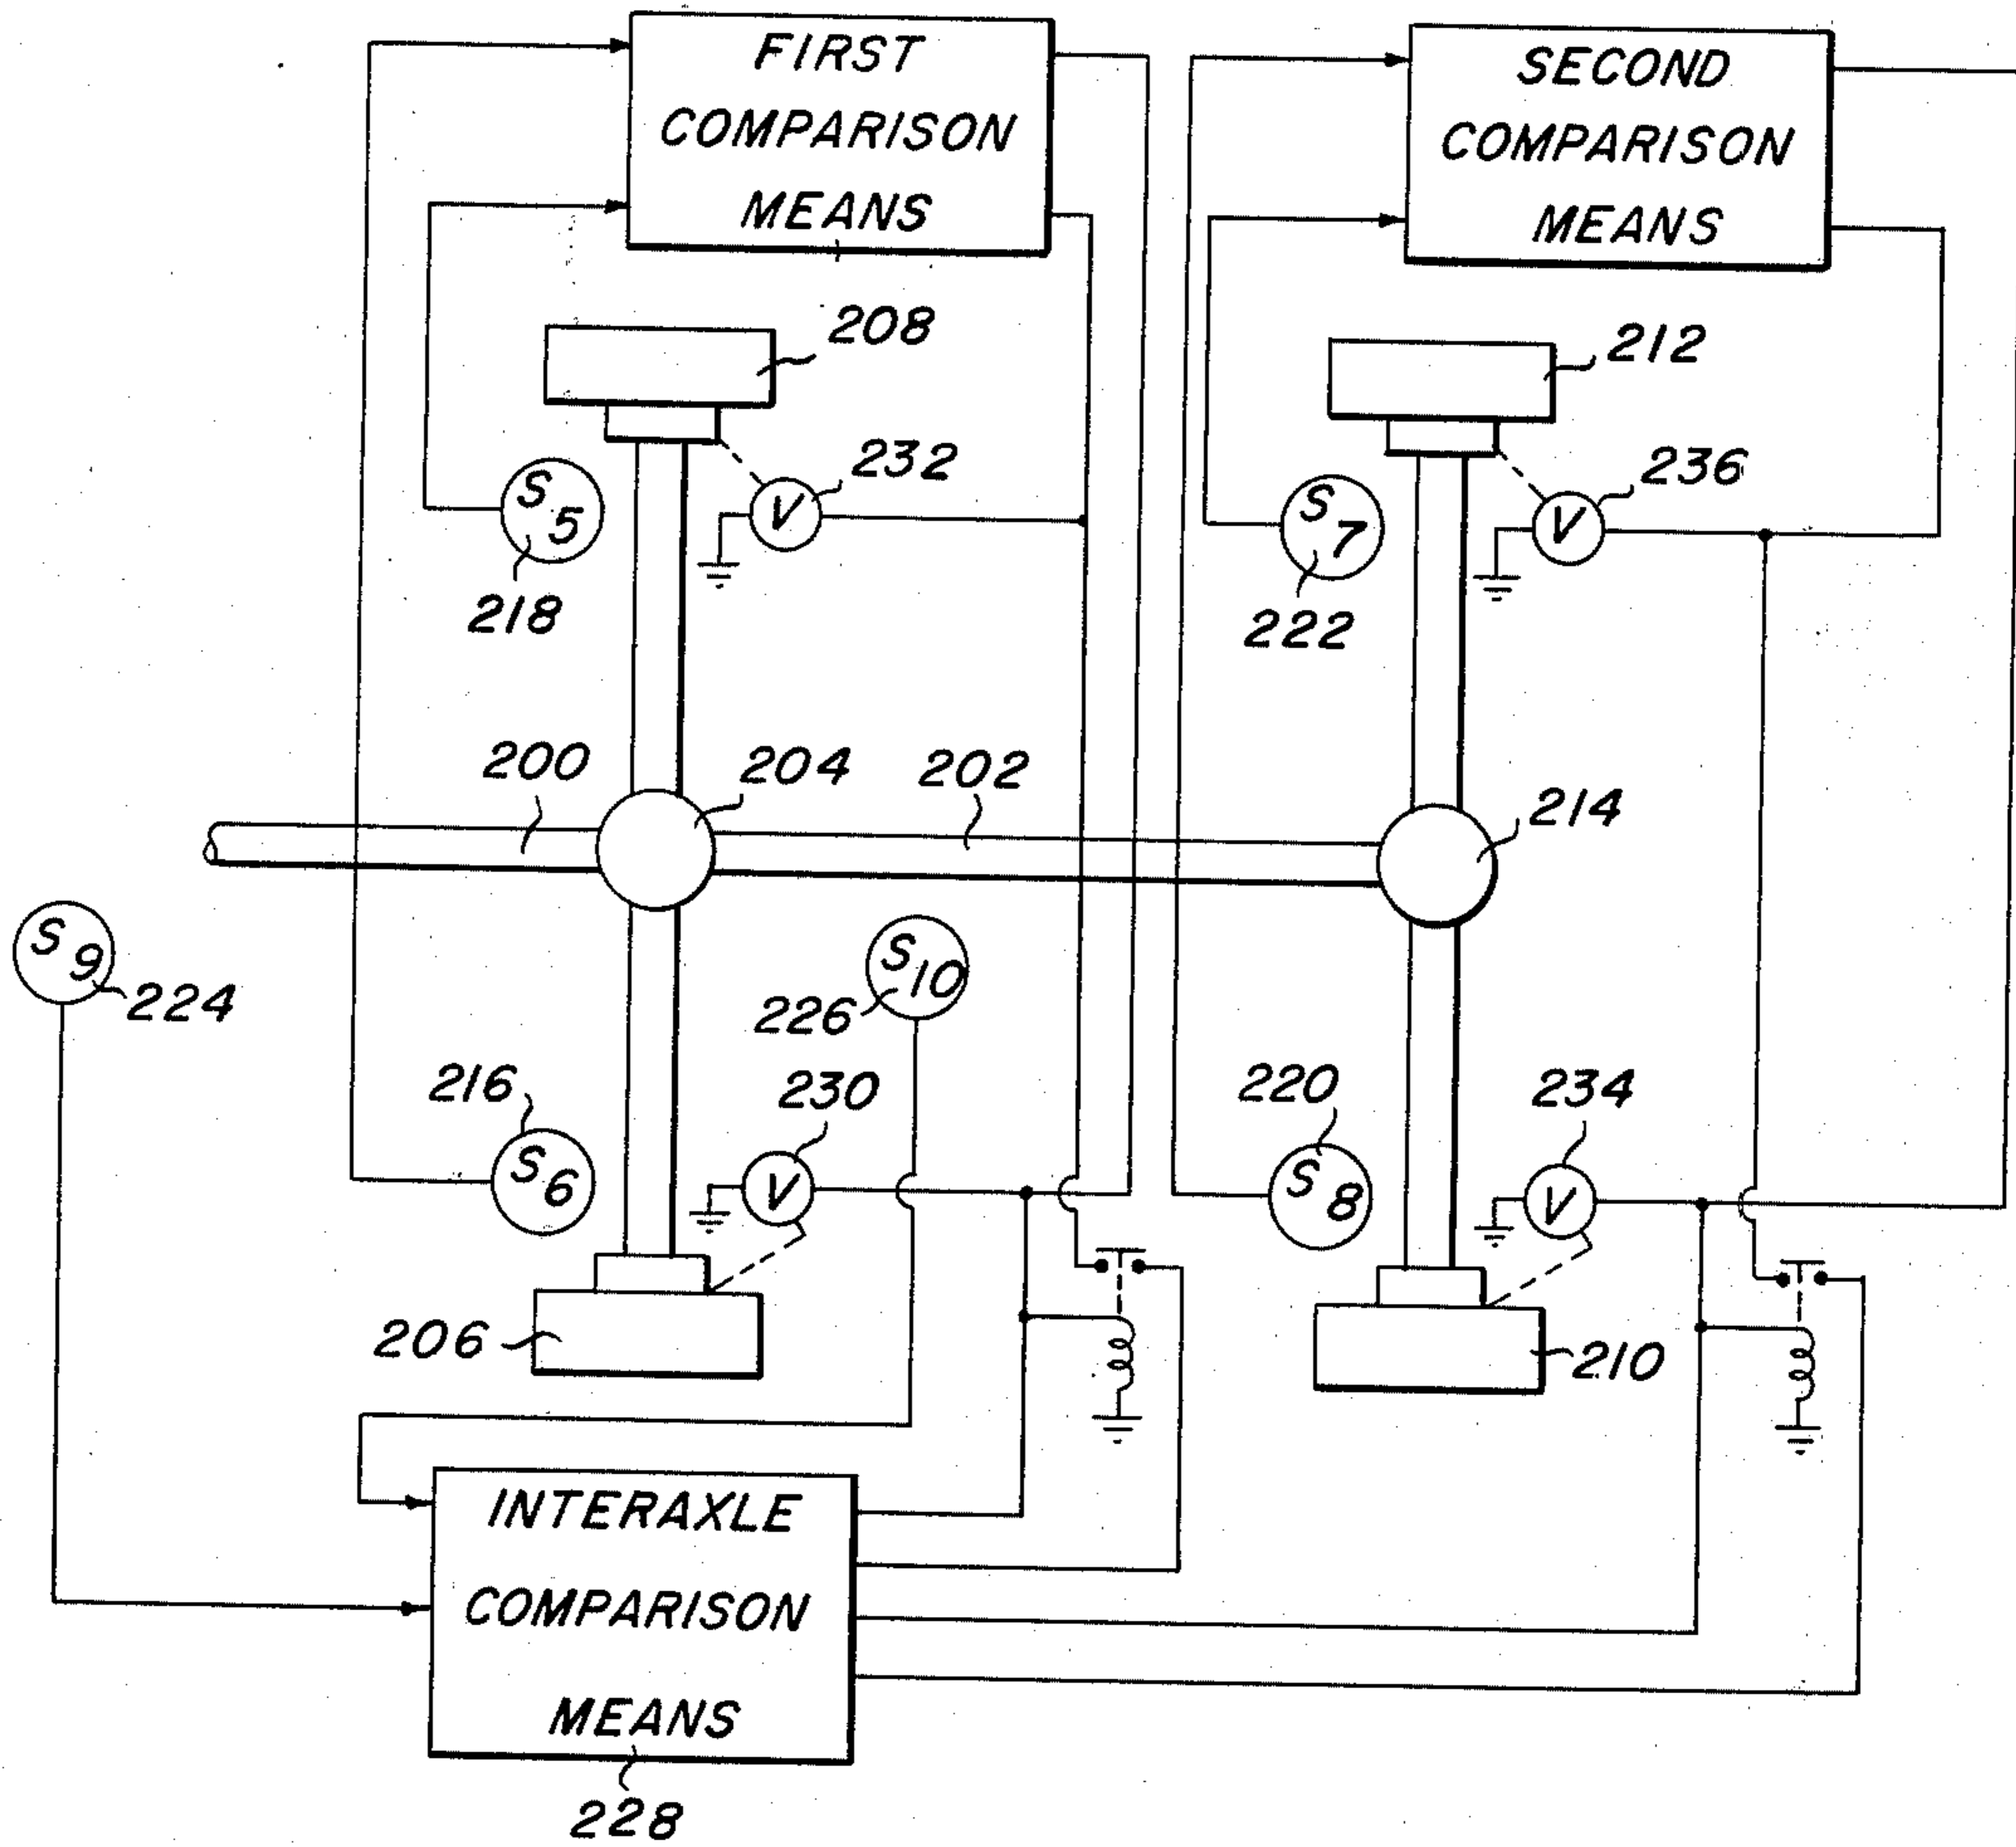 FIRST
COMPARISON
MEANS
SECOND
COMPARISON
MEANS
208
212
232
236
S5
V
S7
V
218
222
200
204
202
214
S9
224
S10
226
216
230
220
234
S6
V
S8
V
206
210
INTERAXLE
COMPARISON
MEANS
228